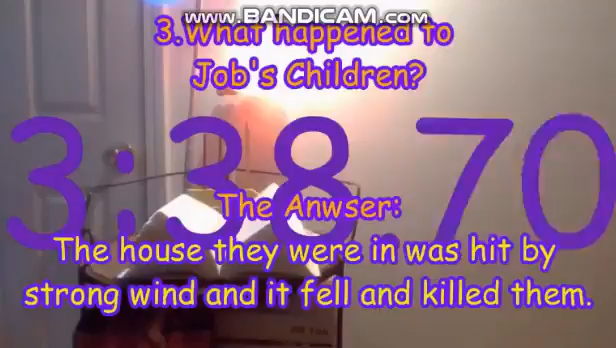 www.BANDICAM.com
3.What happened to
Job's Children?
3:38.70
The Anwser:
The house they were in was hit by
strong wind and it fell and killed them.